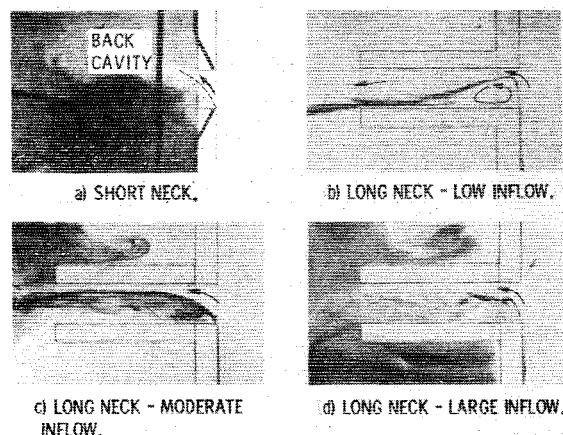 BACK
CAVITY
a) SHORT NECK.
b) LONG NECK - LOW INFLOW.
c) LONG NECK - MODERATE
INFLOW.
d) LONG NECK - LARGE INFLOW.